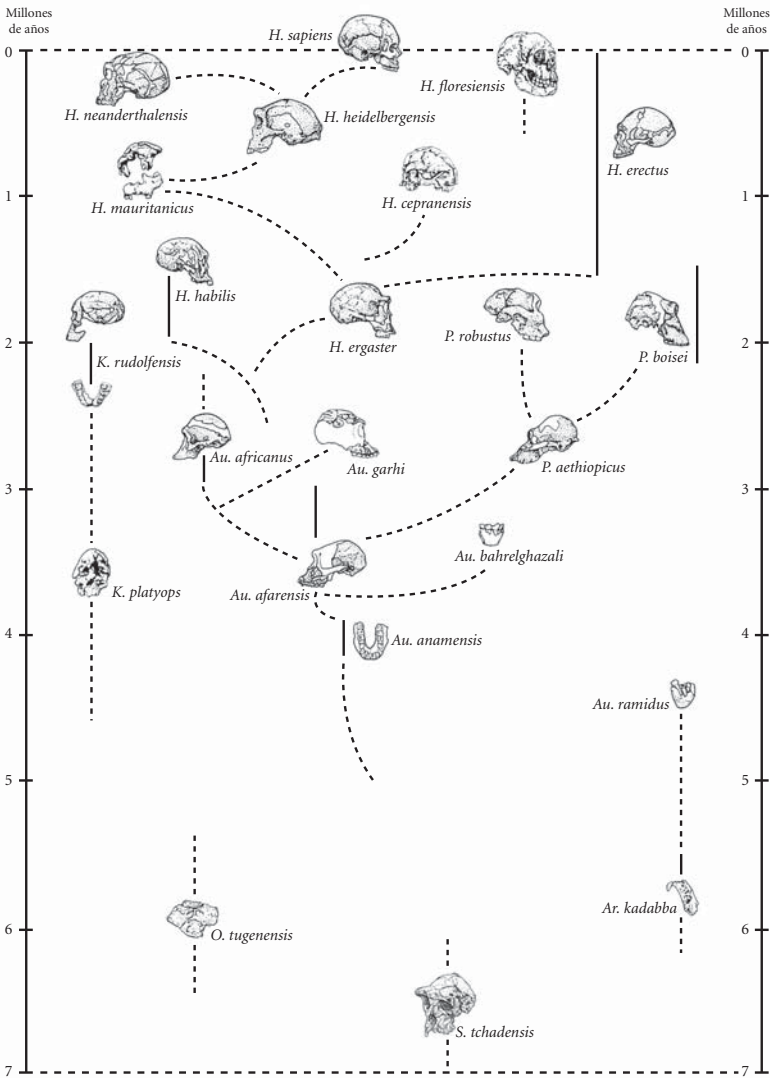 Millones
de años
Millones
de años
0
0
H. sapiens
H. floresiensis
H. neanderthalensis
H. heidelbergensis
H. erectus
H. mauritanicus
H. cepranensis
1
1
H. habilis
H. ergaster
P. robustus
P. boisei
K. rudolfensis
2
2
Au. africanus
Au. garhi
P. aethiopicus
3
3
Au. bahrelghazali
K. platyops
Au. afarensis
Au. anamensis
4
4
Au. ramidus
5
5
Ar. kadabba
O. tugenensis
6
6
S. tchadensis
7
7